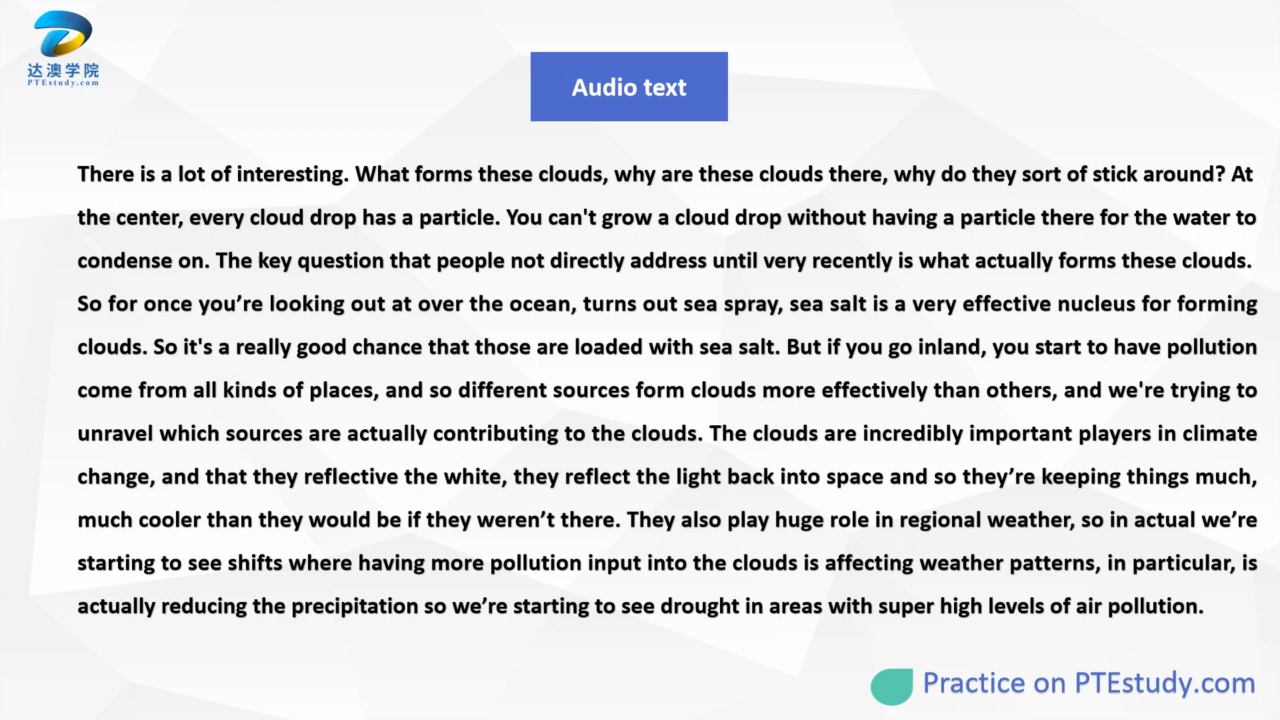 达澳学院
PTEstudy.com
Audio text
There is a lot of interesting. What forms these clouds, why are these clouds there, why do they sort of stick around? At
the center, every cloud drop has a particle. You can't grow a cloud drop without having a particle there for the water to
condense on. The key question that people not directly address until very recently is what actually forms these clouds.
So for once you’re looking out at over the ocean, turns out sea spray, sea salt is a very effective nucleus for forming
clouds. So it's a really good chance that those are loaded with sea salt. But if you go inland, you start to have pollution
come from all kinds of places, and so different sources form clouds more effectively than others, and we're trying to
unravel which sources are actually contributing to the clouds. The clouds are incredibly important players in climate
change, and that they reflective the white, they reflect the light back into space and so they’re keeping things much,
much cooler than they would be if they weren’t there. They also play huge role in regional weather, so in actual we’re
starting to see shifts where having more pollution input into the clouds is affecting weather patterns, in particular, is
actually reducing the precipitation so we’re starting to see drought in areas with super high levels of air pollution.
Practice on PTEstudy.com